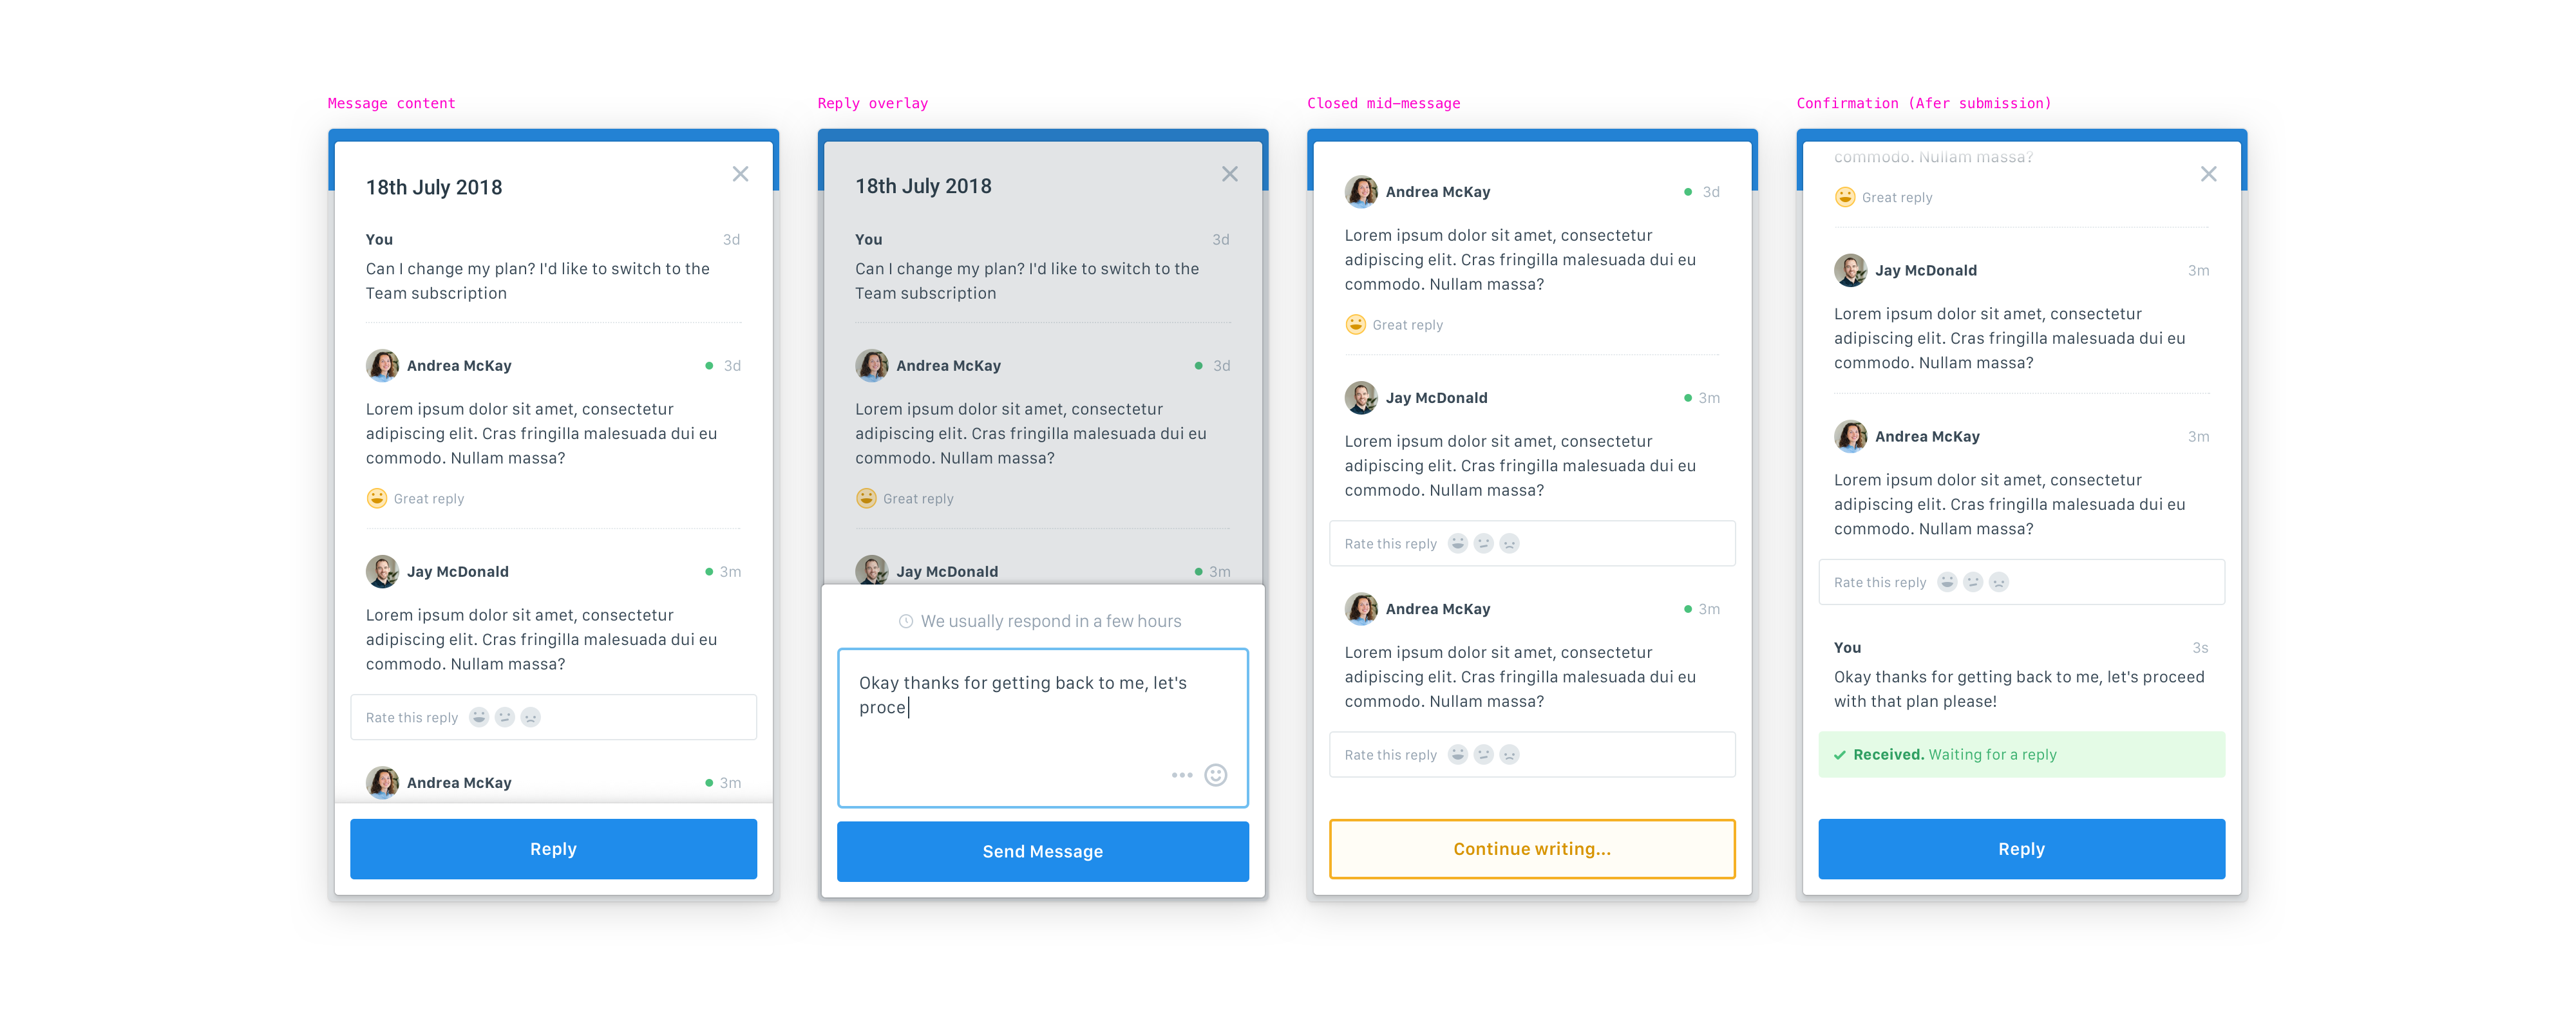 Message content
18th July 2018
You 3d
Can I change my plan? I'd like to switch to the
Team subscription
Andrea McKay 3d
Lorem ipsum dolor sit amet, consectetur
adipiscing elit. Cras fringilla malesuada dui eu
commodo. Nullam massa?
Great reply
Jay McDonald 3m
Lorem ipsum dolor sit amet, consectetur
adipiscing elit. Cras fringilla malesuada dui eu
commodo. Nullam massa?
Rate this reply
Andrea McKay 3m
Reply
Reply overlay
18th July 2018
You 3d
Can I change my plan? I'd like to switch to the
Team subscription
Andrea McKay 3d
Lorem ipsum dolor sit amet, consectetur
adipiscing elit. Cras fringilla malesuada dui eu
commodo. Nullam massa?
Great reply
Jay McDonald 3m
We usually respond in a few hours
Okay thanks for getting back to me, let's
proce
Send Message
Closed mid-message
Andrea McKay 3d
Lorem ipsum dolor sit amet, consectetur
adipiscing elit. Cras fringilla malesuada dui eu
commodo. Nullam massa?
Great reply
Jay McDonald 3m
Lorem ipsum dolor sit amet, consectetur
adipiscing elit. Cras fringilla malesuada dui eu
commodo. Nullam massa?
Rate this reply
Andrea McKay 3m
Lorem ipsum dolor sit amet, consectetur
adipiscing elit. Cras fringilla malesuada dui eu
commodo. Nullam massa?
Rate this reply
Continue writing...
Confirmation (Afer submission)
commodo. Nullam massa?
Great reply
Jay McDonald 3m
Lorem ipsum dolor sit amet, consectetur
adipiscing elit. Cras fringilla malesuada dui eu
commodo. Nullam massa?
Andrea McKay 3m
Lorem ipsum dolor sit amet, consectetur
adipiscing elit. Cras fringilla malesuada dui eu
commodo. Nullam massa?
Rate this reply
You 3s
Okay thanks for getting back to me, let's proceed
with that plan please!
Received. Waiting for a reply
Reply